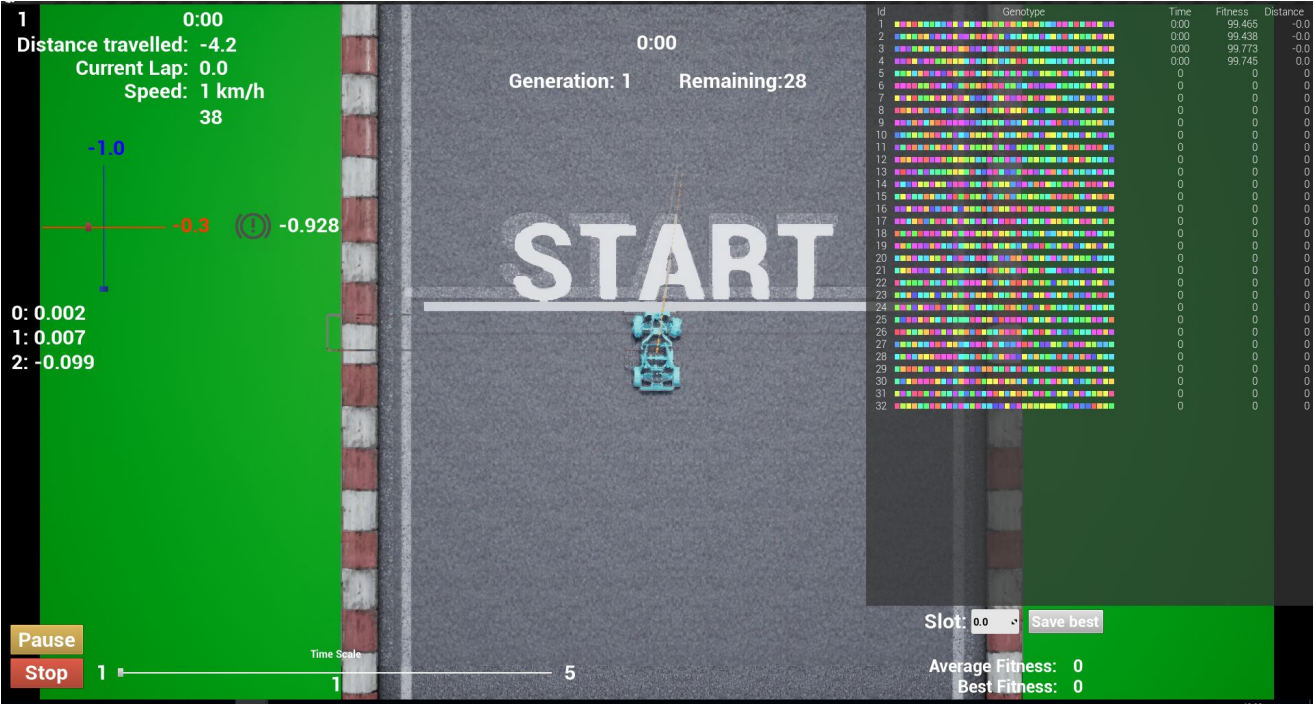 1 0:00
Distance travelled: -4.2
Current Lap: 0.0
Speed: 1 km/h
38
-1.0
-0.3 -0.928
0: 0.002
1: 0.007
2: -0.099
0:00
Generation: 1 Remaining:28
START
Id Genotype Time Fitness Distance
1 0:00 99.465 -0.0
2 0:00 99.438 -0.0
3 0:00 99.773 -0.0
4 0:00 99.745 0.0
5 0 0 0
6 0 0 0
7 0 0 0
8 0 0 0
9 0 0 0
10 0 0 0
11 0 0 0
12 0 0 0
13 0 0 0
14 0 0 0
15 0 0 0
16 0 0 0
17 0 0 0
18 0 0 0
19 0 0 0
20 0 0 0
21 0 0 0
22 0 0 0
23 0 0 0
24 0 0 0
25 0 0 0
26 0 0 0
27 0 0 0
28 0 0 0
29 0 0 0
30 0 0 0
31 0 0 0
32 0 0 0
Slot: 0.0 Save best
Average Fitness: 0
Best Fitness: 0
Pause
Stop
Time Scale
1 5
1